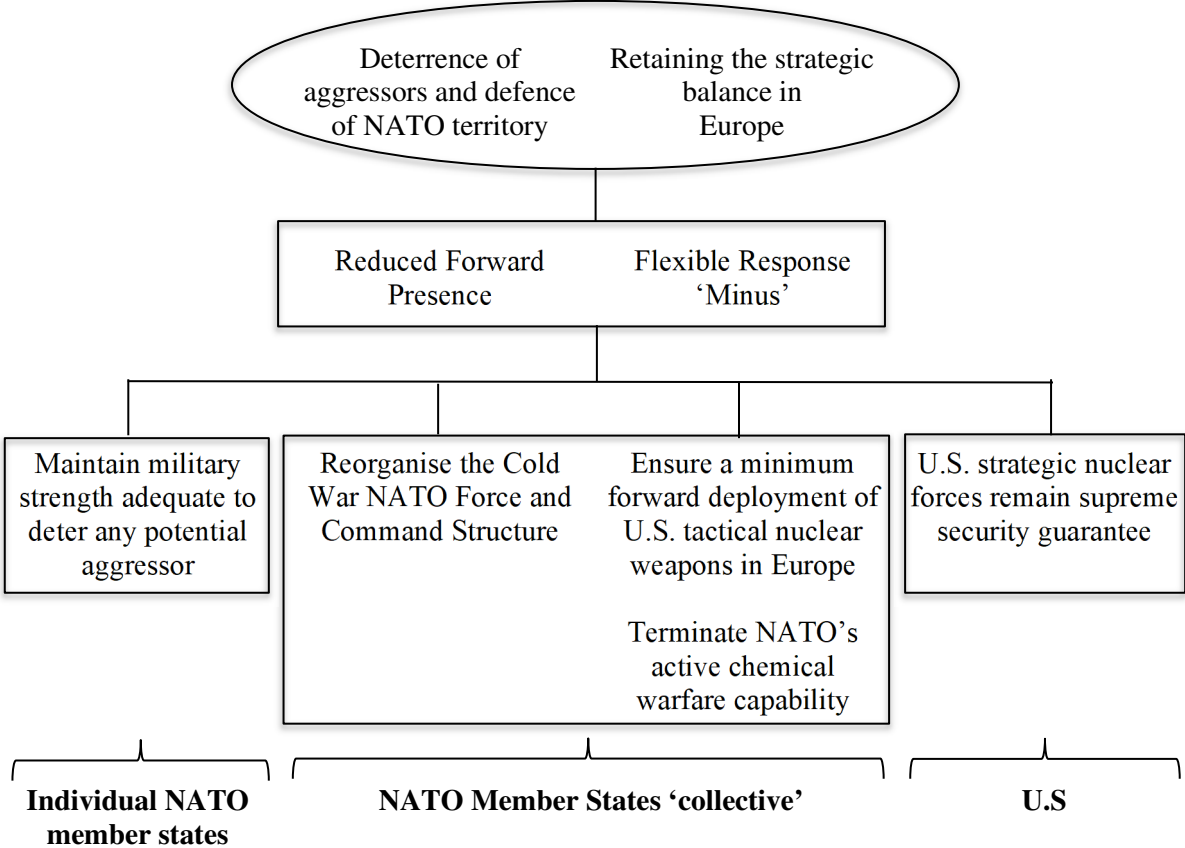 Deterrence of
aggressors and defence
of NATO territory
Retaining the strategic
balance in
Europe
Reduced Forward
Presence
Flexible Response
‘Minus’
Maintain military
strength adequate to
deter any potential
aggressor
Reorganise the Cold
War NATO Force and
Command Structure
Ensure a minimum
forward deployment of
U.S. tactical nuclear
weapons in Europe
Terminate NATO’s
active chemical
warfare capability
U.S. strategic nuclear
forces remain supreme
security guarantee
Individual NATO
member states
NATO Member States ‘collective’
U.S